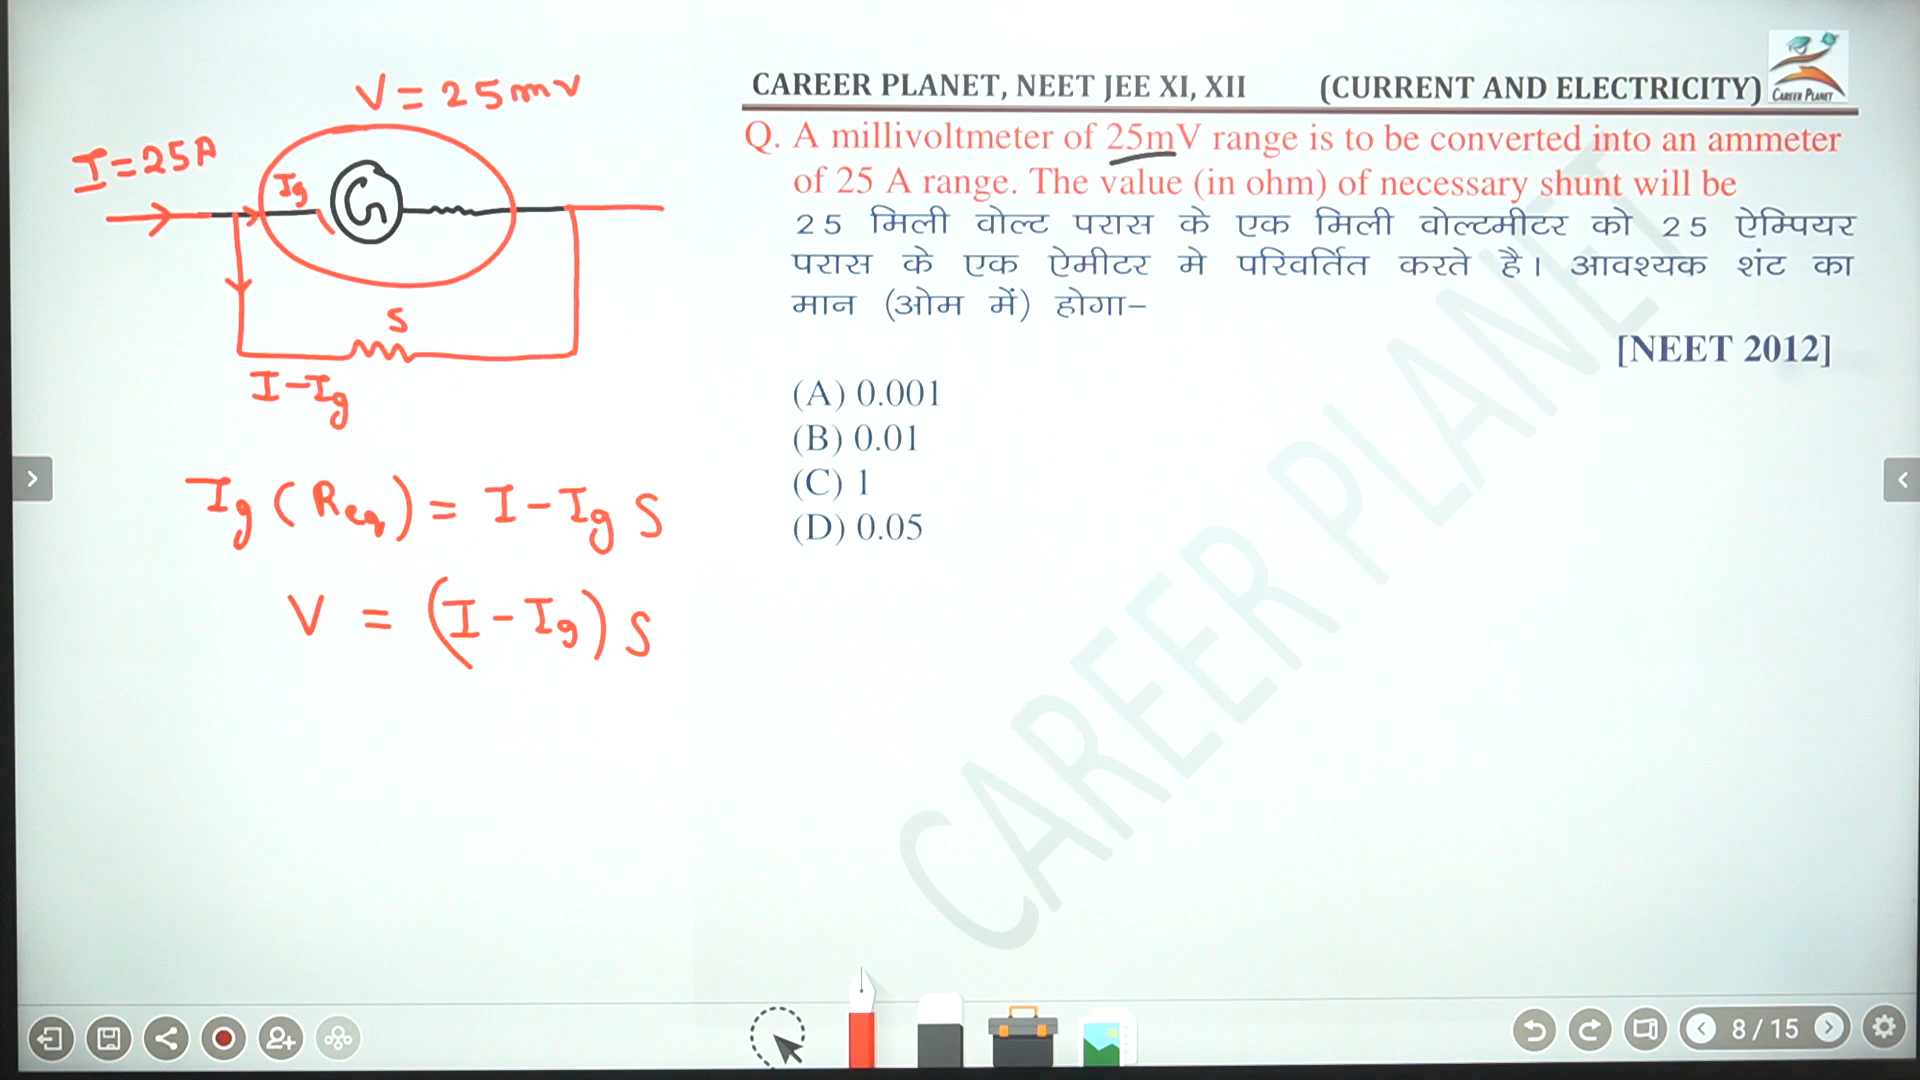 CAREER PLANET, NEET JEE XI, XII (CURRENT AND ELECTRICITY)
CAREER PLANET
Q. A millivoltmeter of 25mV range is to be converted into an ammeter
of 25 A range. The value (in ohm) of necessary shunt will be
25 मिली वोल्ट परास के एक मिली वोल्टमीटर को 25 ऐम्पियर
परास के एक ऐमीटर मे परिवर्तित करते है। आवश्यक शंट का
मान (ओम में) होगा–
[NEET 2012]
(A) 0.001
(B) 0.01
(C) 1
(D) 0.05
V = 25mV
I = 25A
Ig
G
S
I - Ig
Ig (Req) = I - Ig S
V = (I - Ig) S
CAREER PLANET
8 / 15